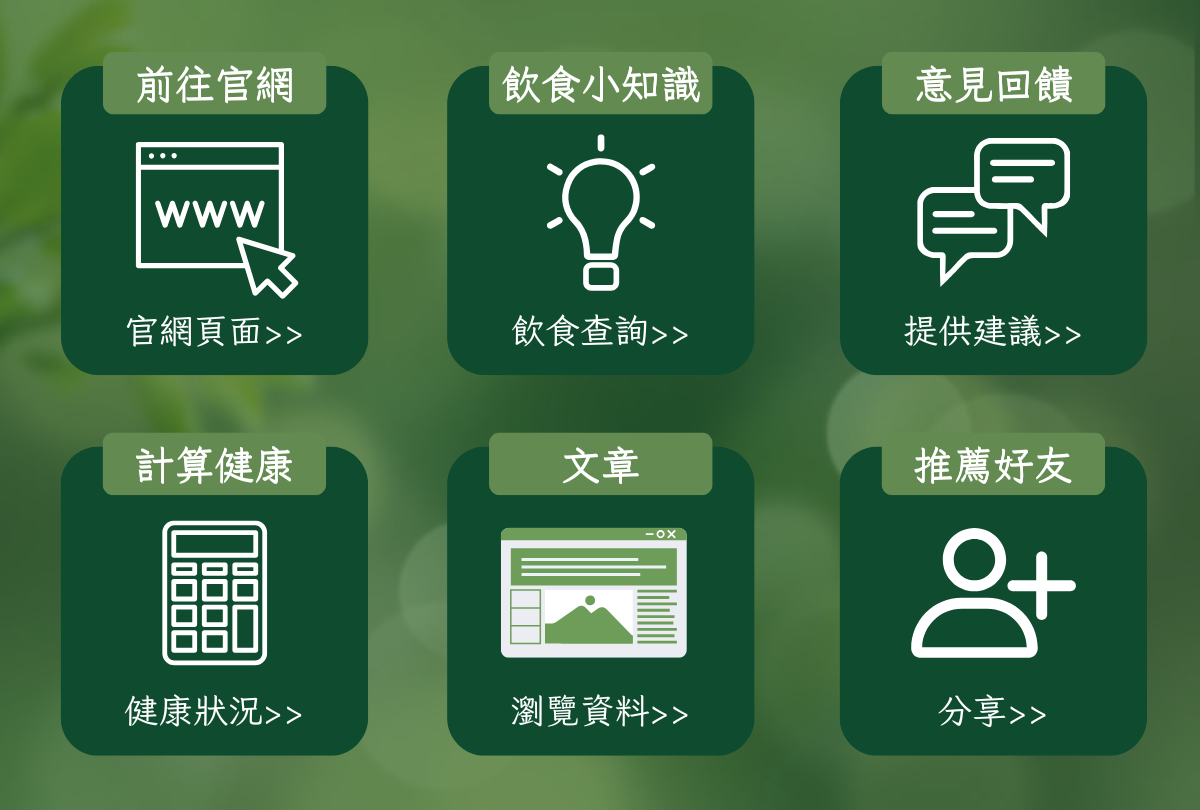 前往官網
飲食小知識
意見回饋
WWW
官網頁面>>
飲食查詢>>
提供建議>>
計算健康
文章
推薦好友
健康狀況>>
瀏覽資料>>
分享>>